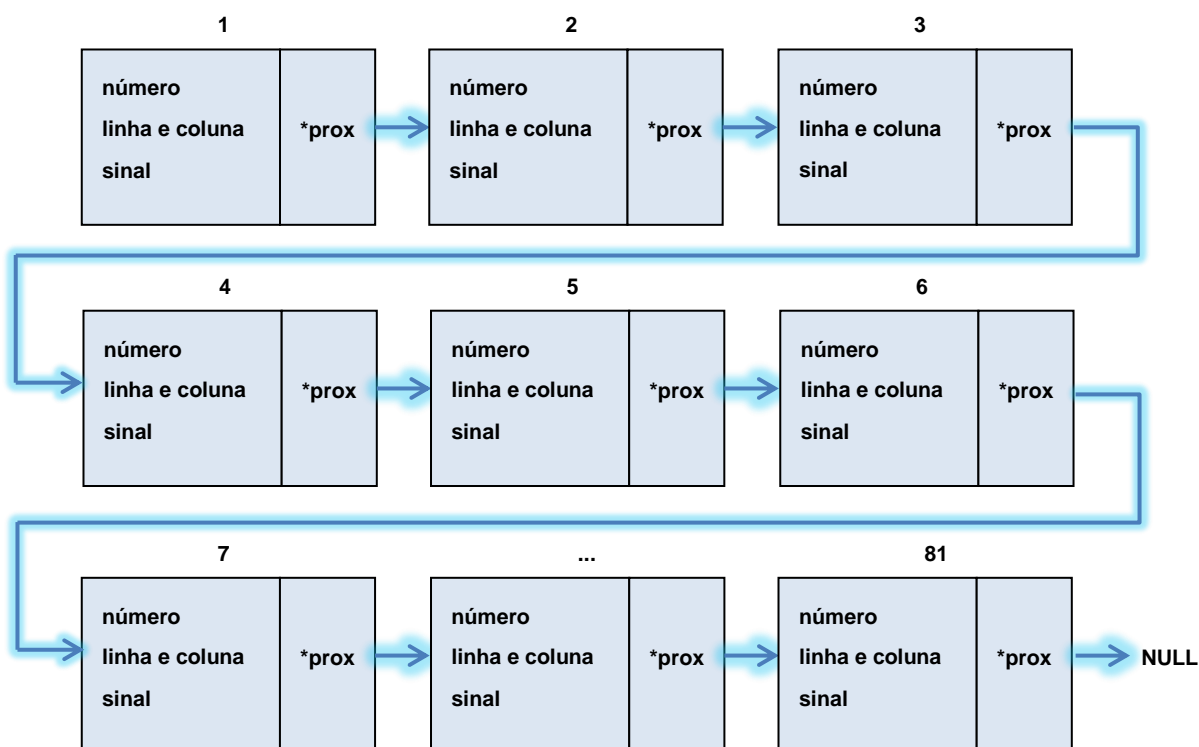 1 2 3
número número número
linha e coluna *prox linha e coluna *prox linha e coluna *prox
sinal sinal sinal
4 5 6
número número número
linha e coluna *prox linha e coluna *prox linha e coluna *prox
sinal sinal sinal
7 ... 81
número número número
linha e coluna *prox linha e coluna *prox linha e coluna *prox NULL
sinal sinal sinal